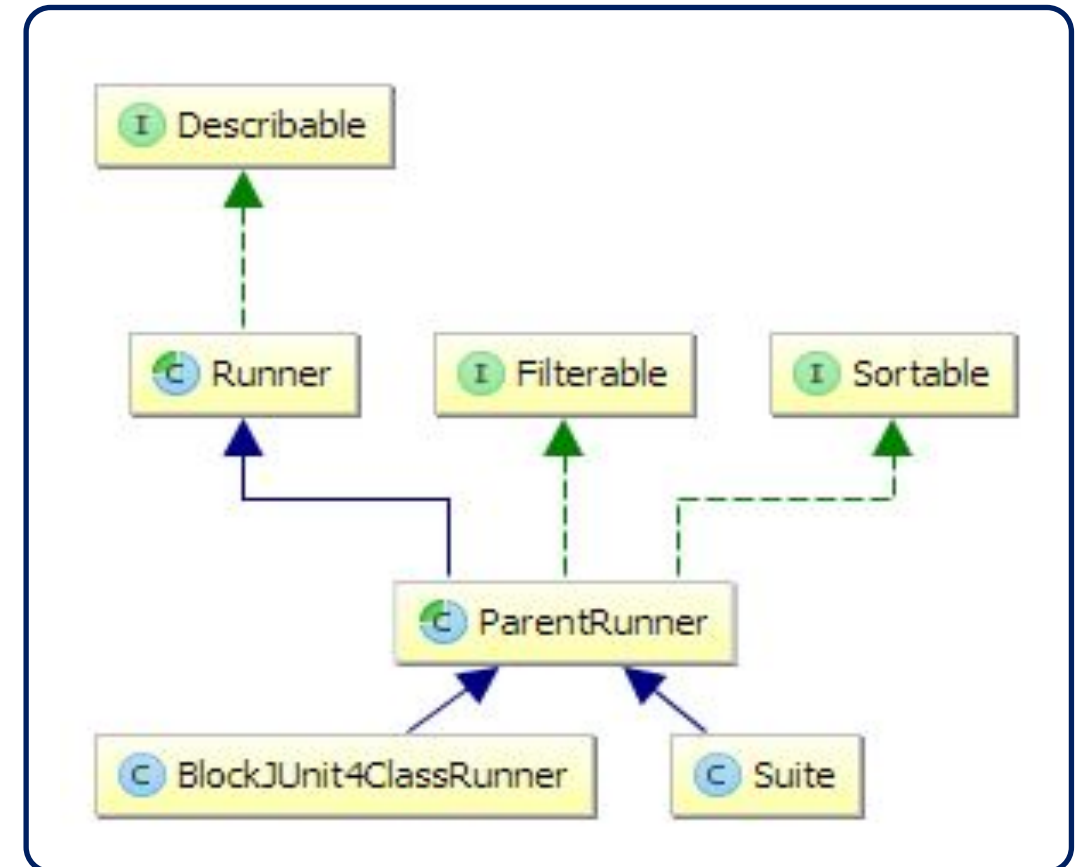 I Describable
C Runner
I Filterable
I Sortable
C ParentRunner
C BlockJUnit4ClassRunner
C Suite